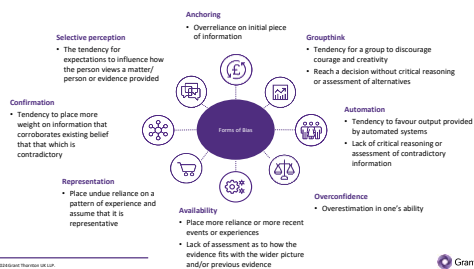 Anchoring
• Overreliance on initial piece
of information
Selective perception
• The tendency for
expectations to influence how
the person views a matter/
person or evidence provided
Groupthink
• Tendency for a group to discourage
courage and creativity
• Reach a decision without critical reasoning
or assessment of alternatives
Confirmation
• Tendency to place more
weight on information that
corroborates existing belief
that that which is
contradictory
Forms of Bias
Automation
• Tendency to favour output provided
by automated systems
• Lack of critical reasoning or
assessment of contradictory
information
Representation
• Place undue reliance on a
pattern of experience and
assume that it is
representative
Availability
• Place more reliance or more recent
events or experiences
• Lack of assessment as to how the
evidence fits with the wider picture
and/or previous evidence
Overconfidence
• Overestimation in one's ability
Grant Thornton UK LLP.
Gran